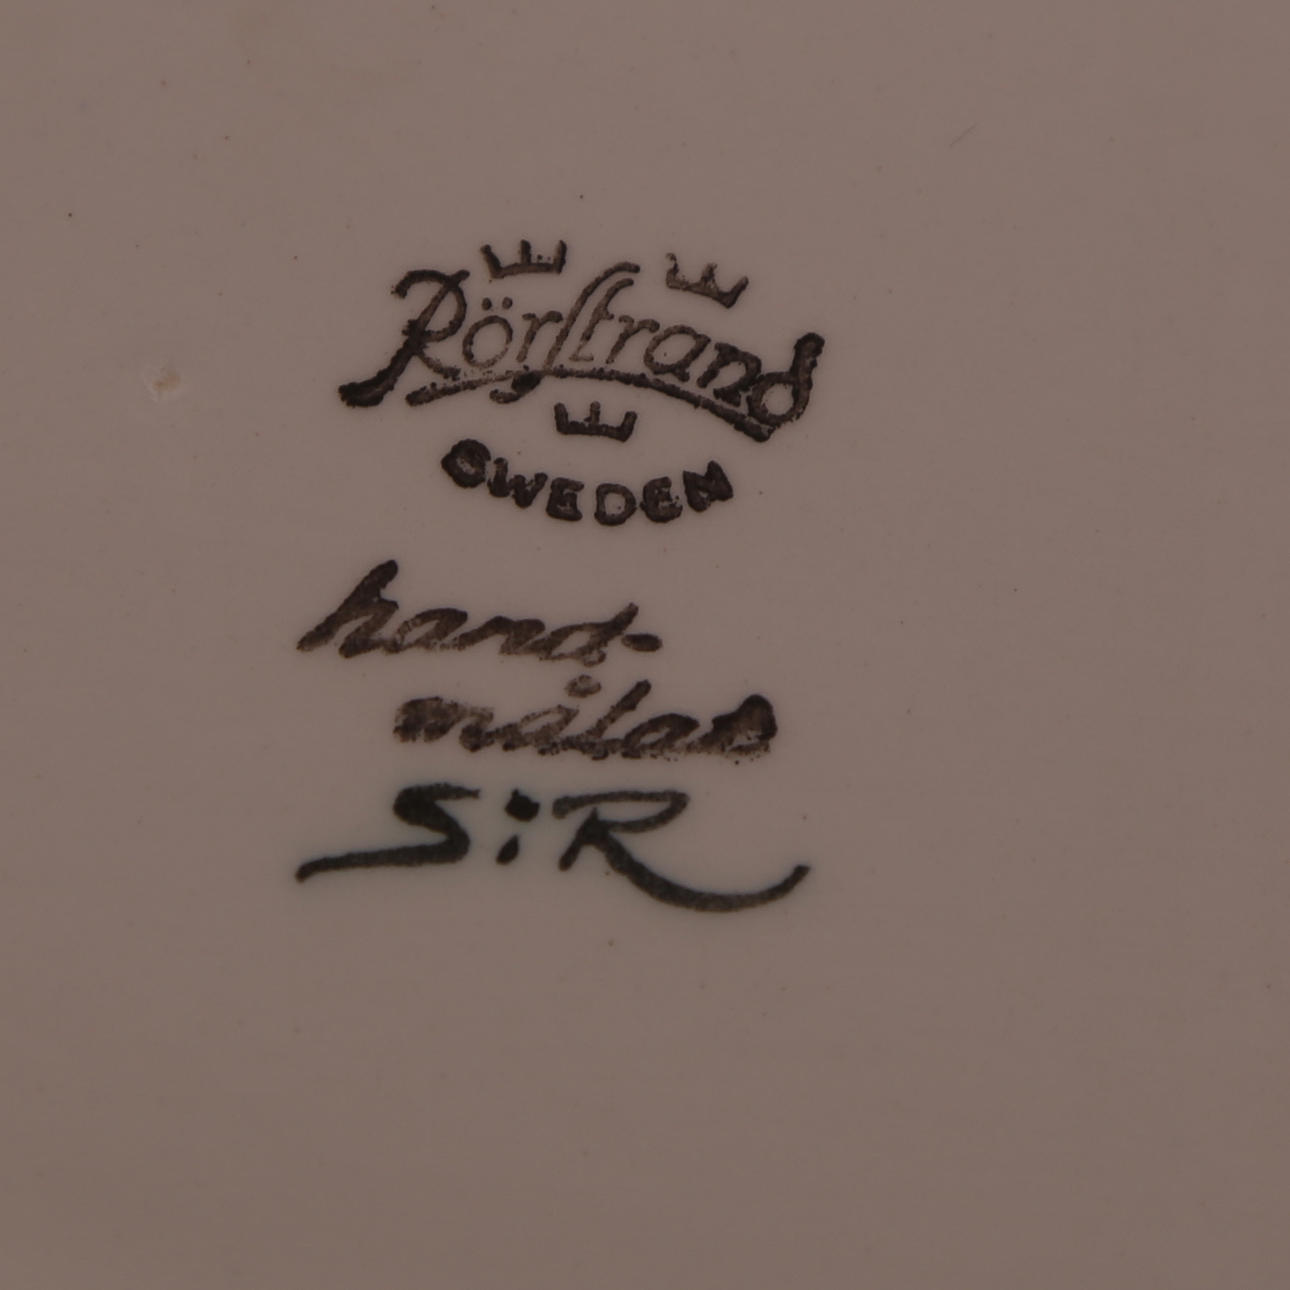 Rörstrand
SWEDEN
hand-
målad
S:R